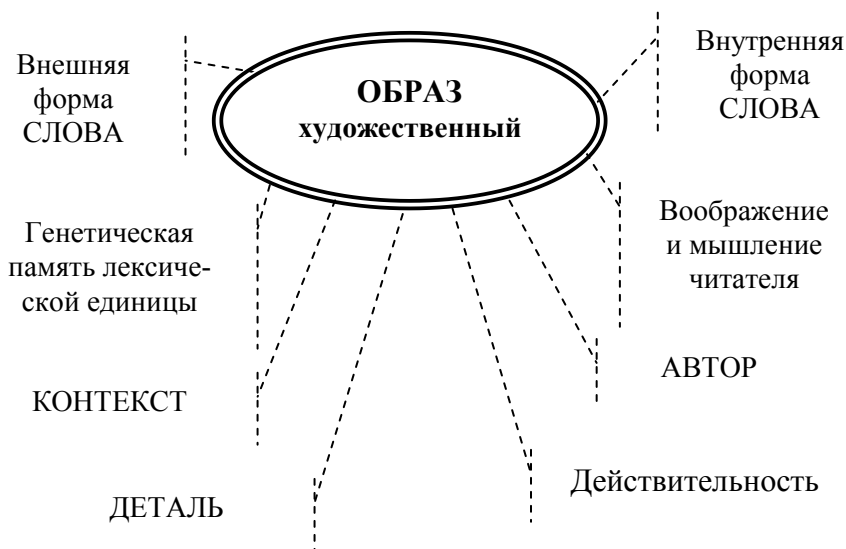 Внешняя
форма
СЛОВА
ОБРАЗ
художественный
Внутренняя
форма
СЛОВА
Генетическая
память лексиче-
ской единицы
Воображение
и мышление
читателя
КОНТЕКСТ
АВТОР
ДЕТАЛЬ
Действительность